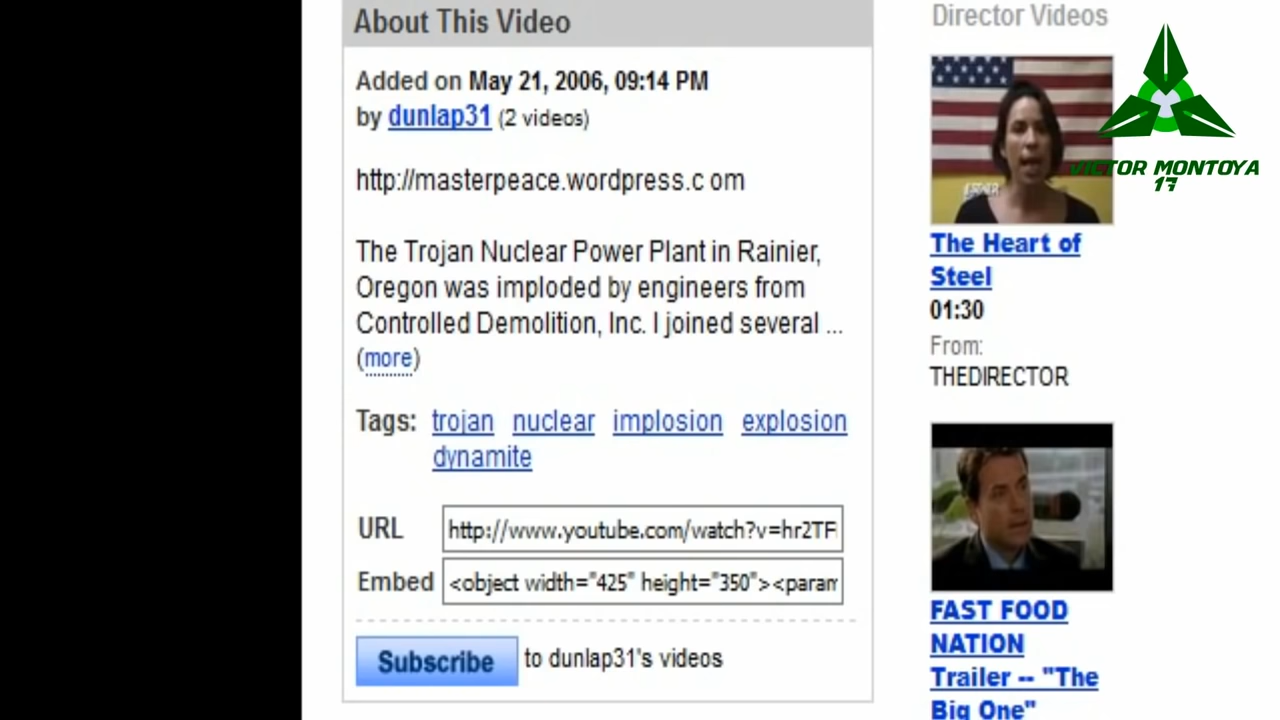 About This Video
Added on May 21, 2006, 09:14 PM
by dunlap31 (2 videos)
http://masterpeace.wordpress.c om
The Trojan Nuclear Power Plant in Rainier,
Oregon was imploded by engineers from
Controlled Demolition, Inc. I joined several ...
(more)
Tags: trojan nuclear implosion explosion
dynamite
URL http://www.youtube.com/watch?v=hr2TF
Embed <object width="425" height="350"><param
Subscribe to dunlap31's videos
Director Videos
VICTOR MONTOYA
17
The Heart of
Steel
01:30
From:
THEDIRECTOR
FAST FOOD
NATION
Trailer -- "The
Big One"